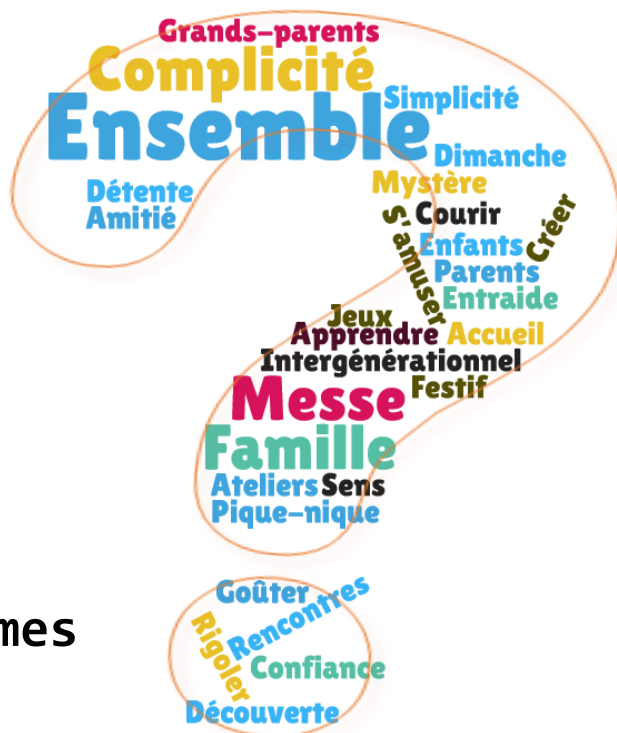 Grands-parents
Complicité
Simplicité
Ensemble
Dimanche
Mystère
Détente
Amitié
Courir
Créer
S'amuser
Enfants
Parents
Entraide
Jeux
Apprendre
Accueil
Intergénérationnel
Messe
Festif
Famille
Ateliers
Sens
Pique-nique
Goûter
Rencontres
mes
Rigoler
Confiance
Découverte